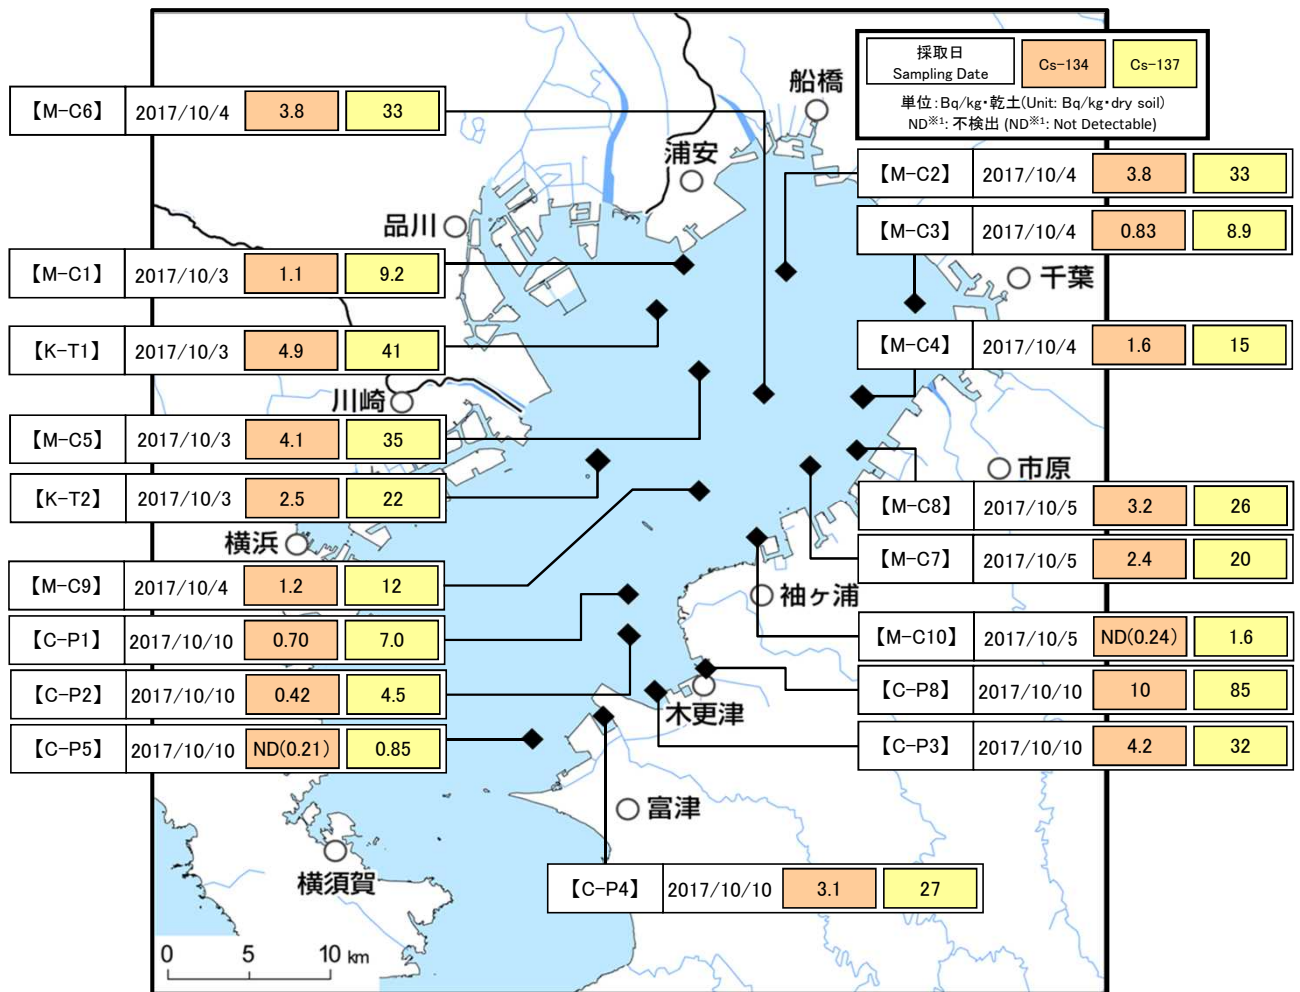 採取日
Sampling Date
Cs-134
Cs-137
単位:Bq/kg・乾土(Unit: Bq/kg・dry soil)
ND※1: 不検出 (ND※1: Not Detectable)
【M-C6】 2017/10/4 3.8 33
【M-C1】 2017/10/3 1.1 9.2
【K-T1】 2017/10/3 4.9 41
【M-C5】 2017/10/3 4.1 35
【K-T2】 2017/10/3 2.5 22
【M-C9】 2017/10/4 1.2 12
【C-P1】 2017/10/10 0.70 7.0
【C-P2】 2017/10/10 0.42 4.5
【C-P5】 2017/10/10 ND(0.21) 0.85
【M-C2】 2017/10/4 3.8 33
【M-C3】 2017/10/4 0.83 8.9
【M-C4】 2017/10/4 1.6 15
【M-C8】 2017/10/5 3.2 26
【M-C7】 2017/10/5 2.4 20
【M-C10】 2017/10/5 ND(0.24) 1.6
【C-P8】 2017/10/10 10 85
【C-P3】 2017/10/10 4.2 32
【C-P4】 2017/10/10 3.1 27
船橋
浦安
品川
千葉
川崎
市原
横浜
袖ヶ浦
木更津
富津
横須賀
0 5 10 km